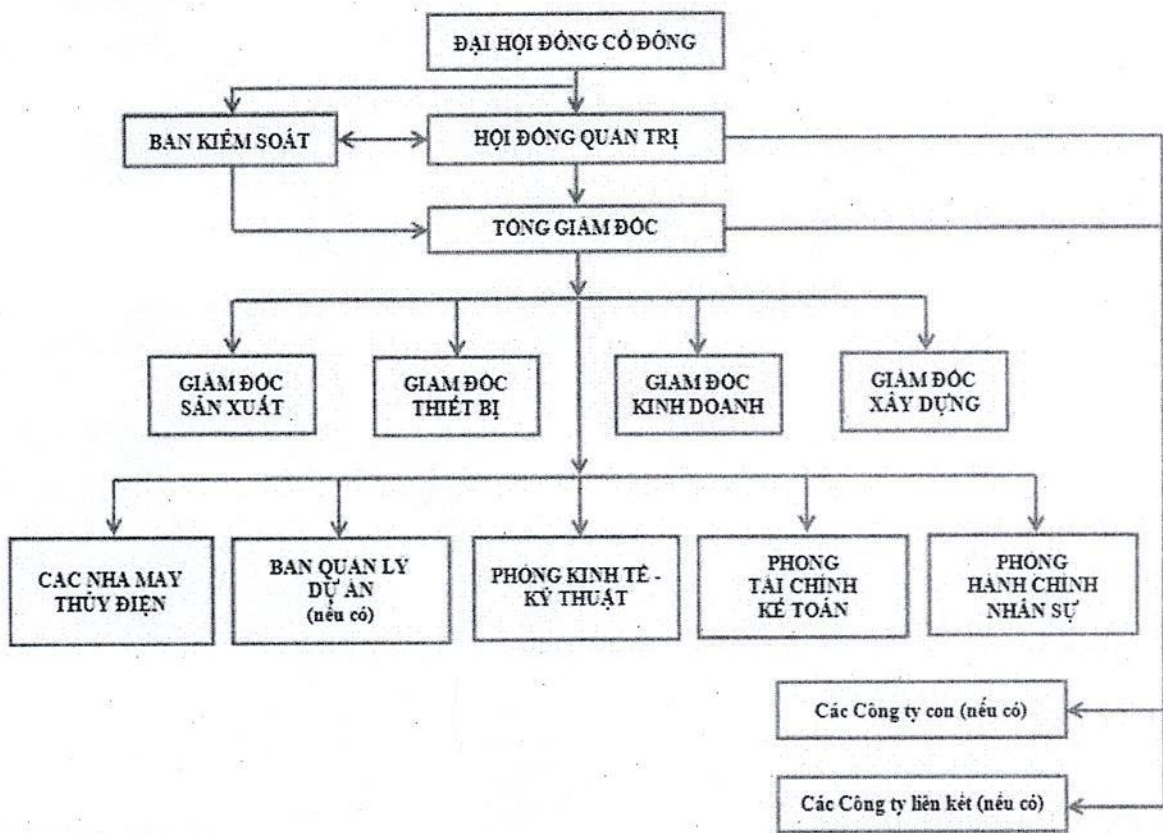 ĐẠI HỘI ĐỒNG CỔ ĐÔNG
BAN KIỂM SOÁT
HỘI ĐỒNG QUẢN TRỊ
TỔNG GIÁM ĐỐC
GIÁM ĐỐC
SẢN XUẤT
GIÁM ĐỐC
THIẾT BỊ
GIÁM ĐỐC
KINH DOANH
GIÁM ĐỐC
XÂY DỰNG
CÁC NHÀ MÁY
THỦY ĐIỆN
BAN QUẢN LÝ
DỰ ÁN
(nếu có)
PHÒNG KINH TẾ -
KỸ THUẬT
PHÒNG
TÀI CHÍNH
KẾ TOÁN
PHÒNG
HÀNH CHÍNH
NHÂN SỰ
Các Công ty con (nếu có)
Các Công ty liên kết (nếu có)